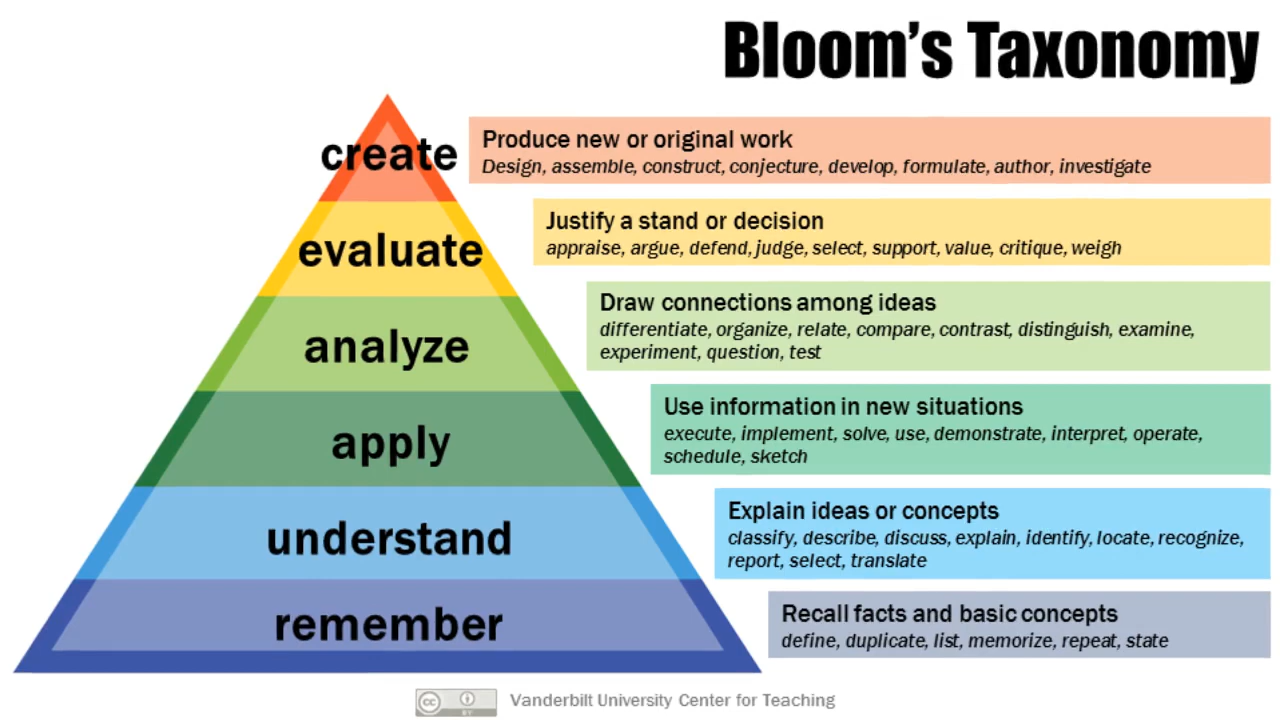 Bloom's Taxonomy
create
Produce new or original work
Design, assemble, construct, conjecture, develop, formulate, author, investigate
evaluate
Justify a stand or decision
appraise, argue, defend, judge, select, support, value, critique, weigh
analyze
Draw connections among ideas
differentiate, organize, relate, compare, contrast, distinguish, examine,
experiment, question, test
apply
Use information in new situations
execute, implement, solve, use, demonstrate, interpret, operate,
schedule, sketch
understand
Explain ideas or concepts
classify, describe, discuss, explain, identify, locate, recognize,
report, select, translate
remember
Recall facts and basic concepts
define, duplicate, list, memorize, repeat, state
cc
BY
Vanderbilt University Center for Teaching